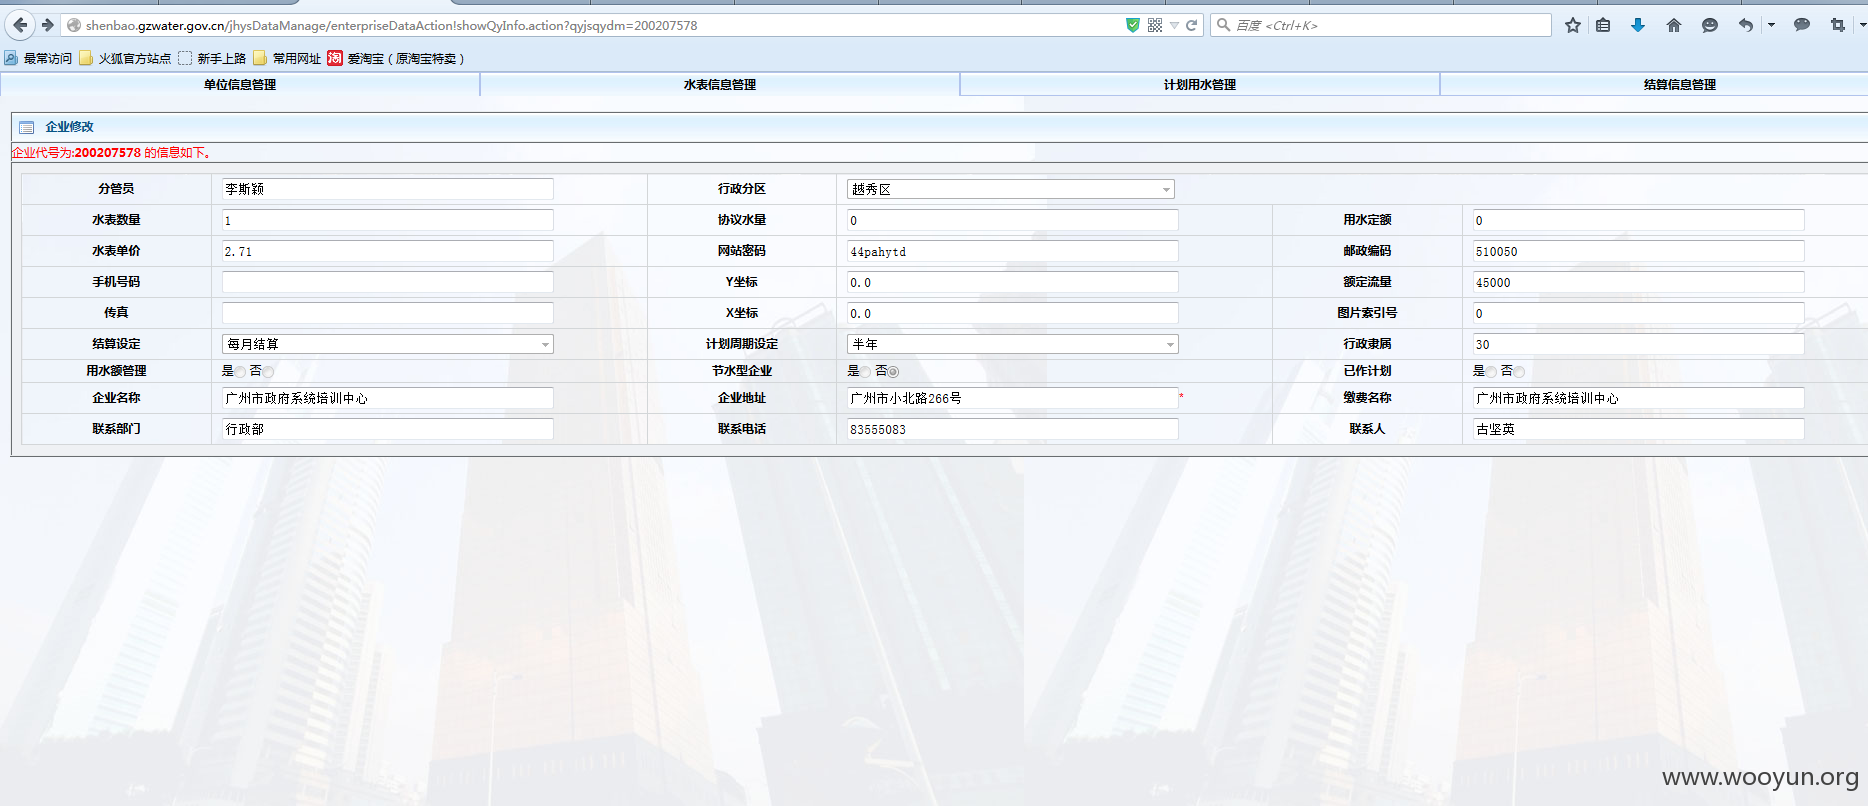 shenbao.gzwater.gov.cn/jhysDataManage/enterpriseDataAction!showQyInfo.action?qyjsqydm=200207578
百度 <Ctrl+K>
最常访问 火狐官方站点 新手上路 常用网址 淘 爱淘宝（原淘宝特卖）
单位信息管理 水表信息管理 计划用水管理 结算信息管理
企业修改
企业代号为:200207578 的信息如下。
分管员 李斯颖 行政分区 越秀区
水表数量 1 协议水量 0 用水定额 0
水表单价 2.71 网站密码 44pahytd 邮政编码 510050
手机号码 Y坐标 0.0 额定流量 45000
传真 X坐标 0.0 图片索引号 0
结算设定 每月结算 计划周期设定 半年 行政隶属 30
用水额管理 是 否 节水型企业 是 否 已作计划 是 否
企业名称 广州市政府系统培训中心 企业地址 广州市小北路266号 * 缴费名称 广州市政府系统培训中心
联系部门 行政部 联系电话 83555083 联系人 古坚英
www.wooyun.org